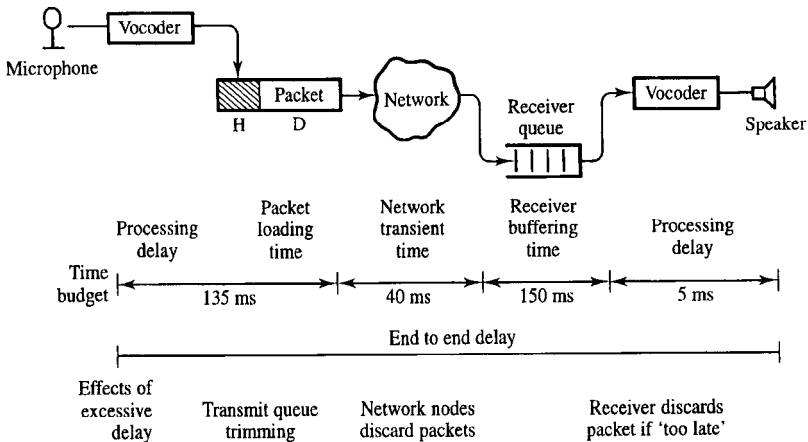 Microphone
Vocoder
Packet
H
D
Network
Receiver
queue
Vocoder
Speaker
Processing
delay
Packet
loading
time
Network
transient
time
Receiver
buffering
time
Processing
delay
Time
budget
135 ms
40 ms
150 ms
5 ms
End to end delay
Effects of
excessive
delay
Transmit queue
trimming
Network nodes
discard packets
Receiver discards
packet if 'too late'